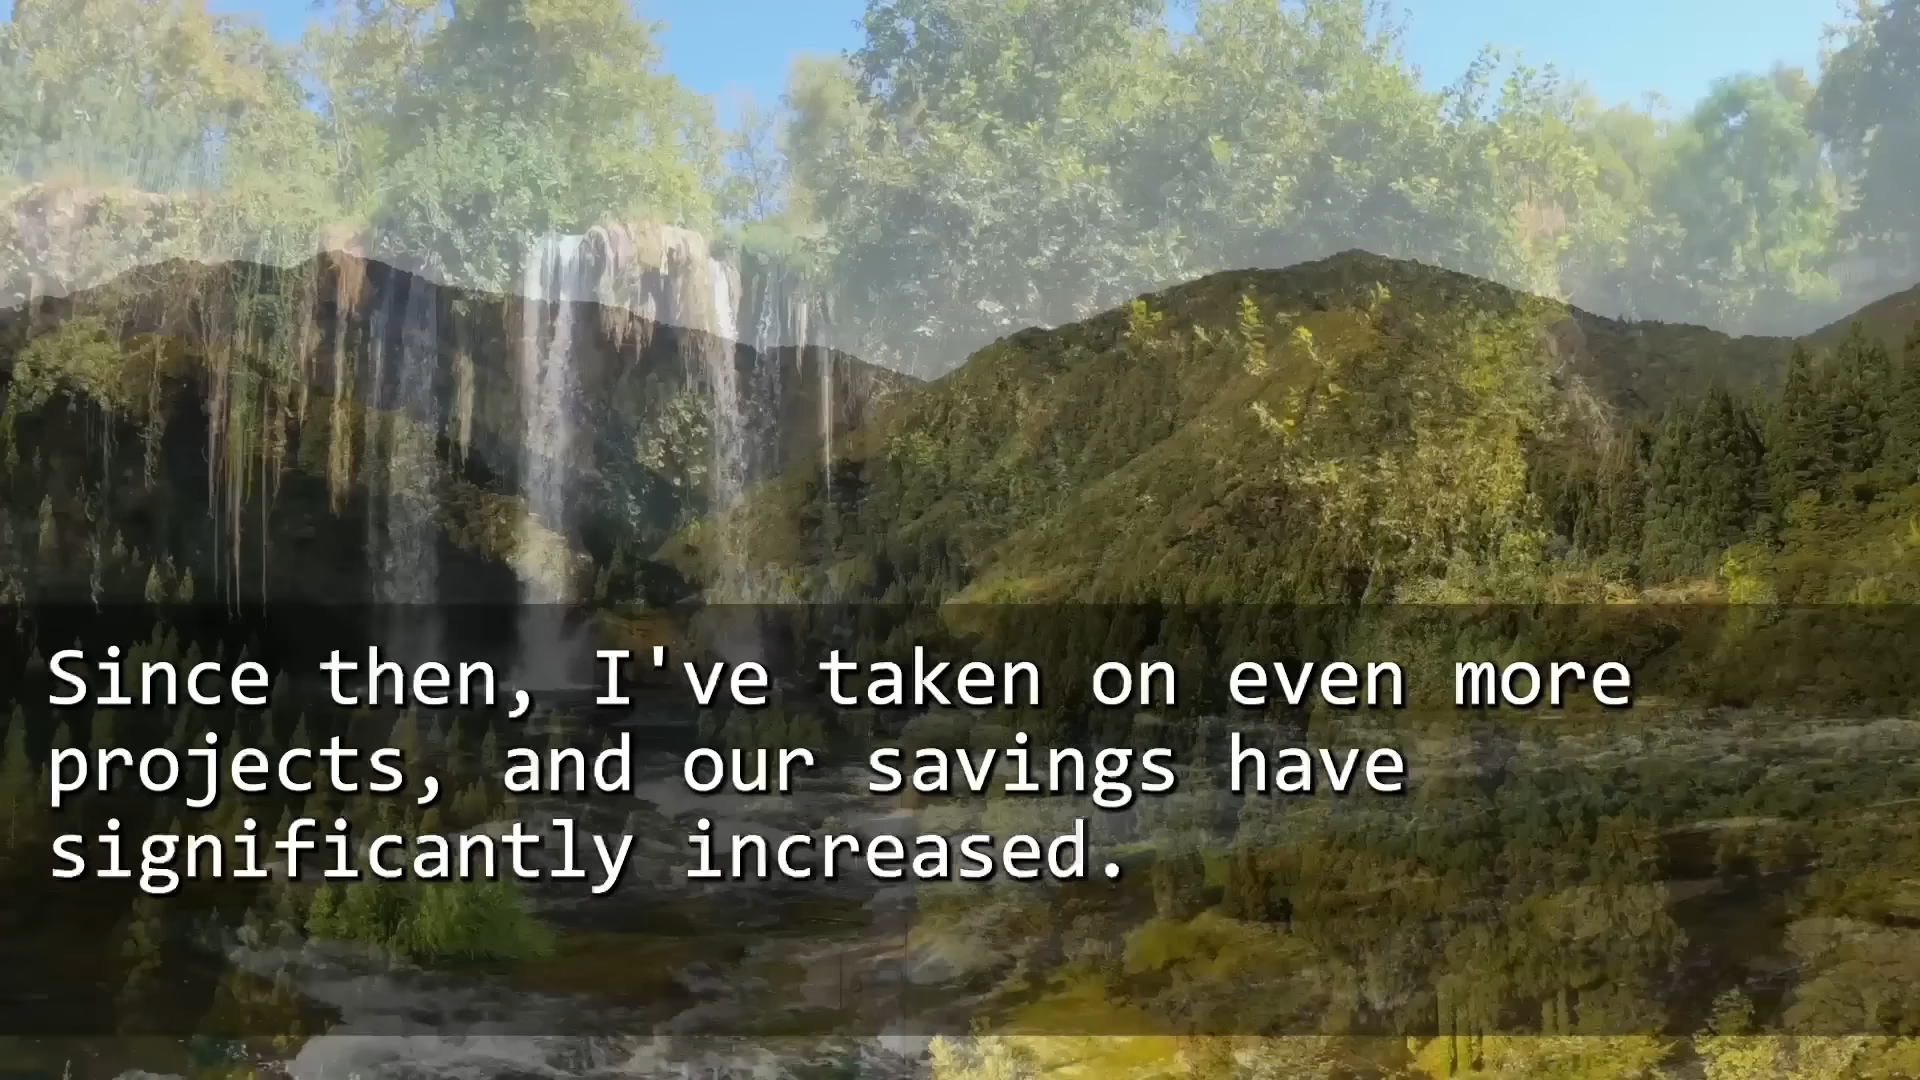 Since then, I've taken on even more
projects, and our savings have
significantly increased.